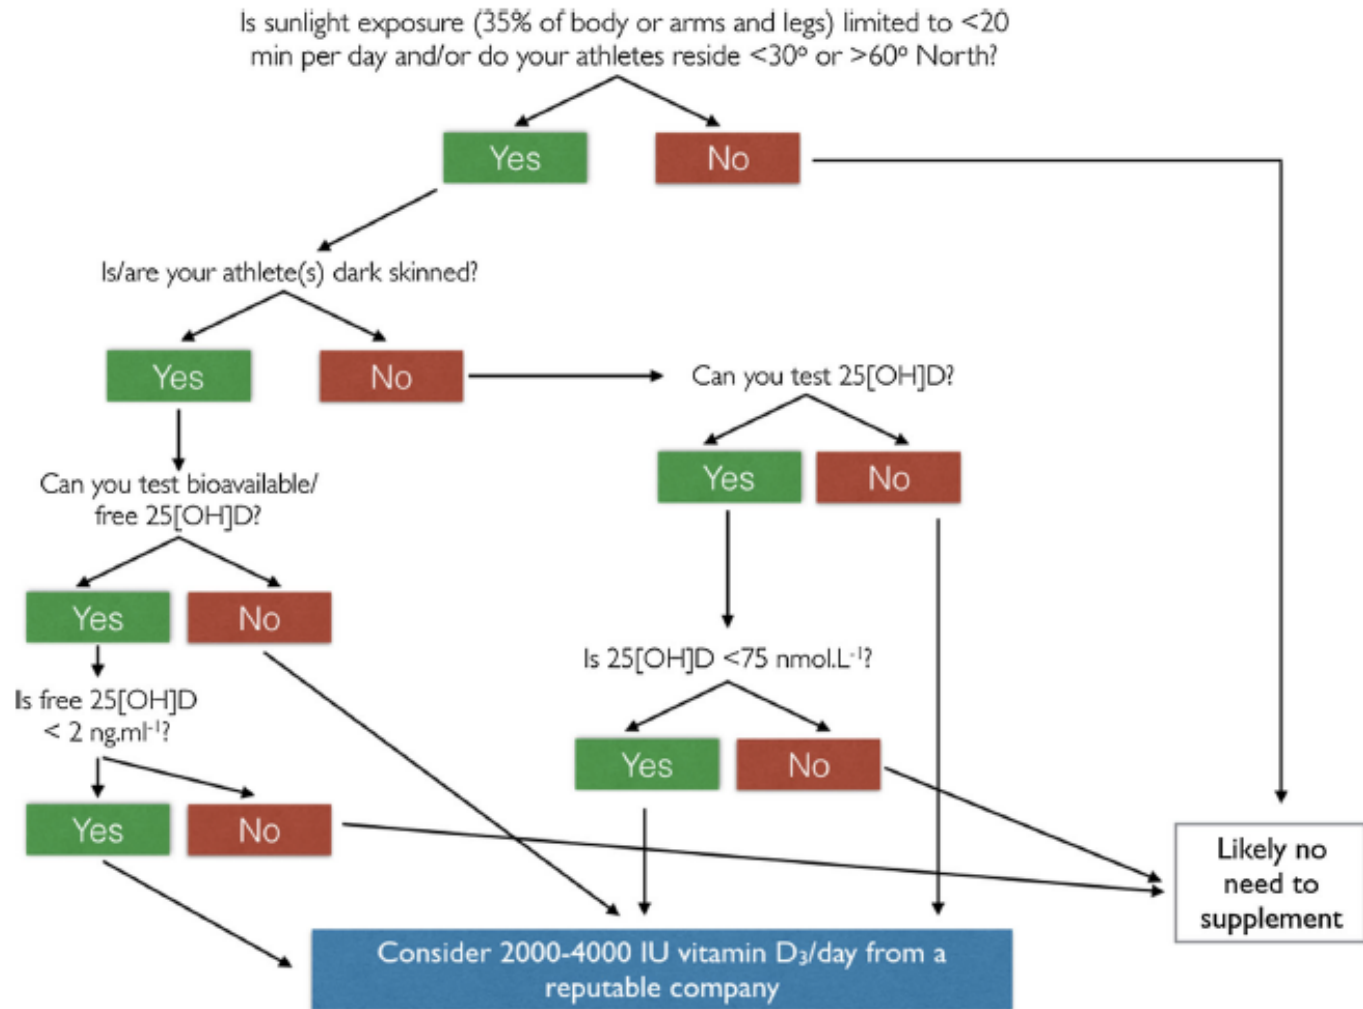 Is sunlight exposure (35% of body or arms and legs) limited to <20
min per day and/or do your athletes reside <30º or >60º North?
Yes
No
Is/are your athlete(s) dark skinned?
Yes
No
Can you test 25[OH]D?
Yes
No
Can you test bioavailable/
free 25[OH]D?
Yes
No
Is 25[OH]D <75 nmol.L⁻¹?
Is free 25[OH]D
< 2 ng.ml⁻¹?
Yes
No
Yes
No
Likely no
need to
supplement
Consider 2000-4000 IU vitamin D₃/day from a
reputable company